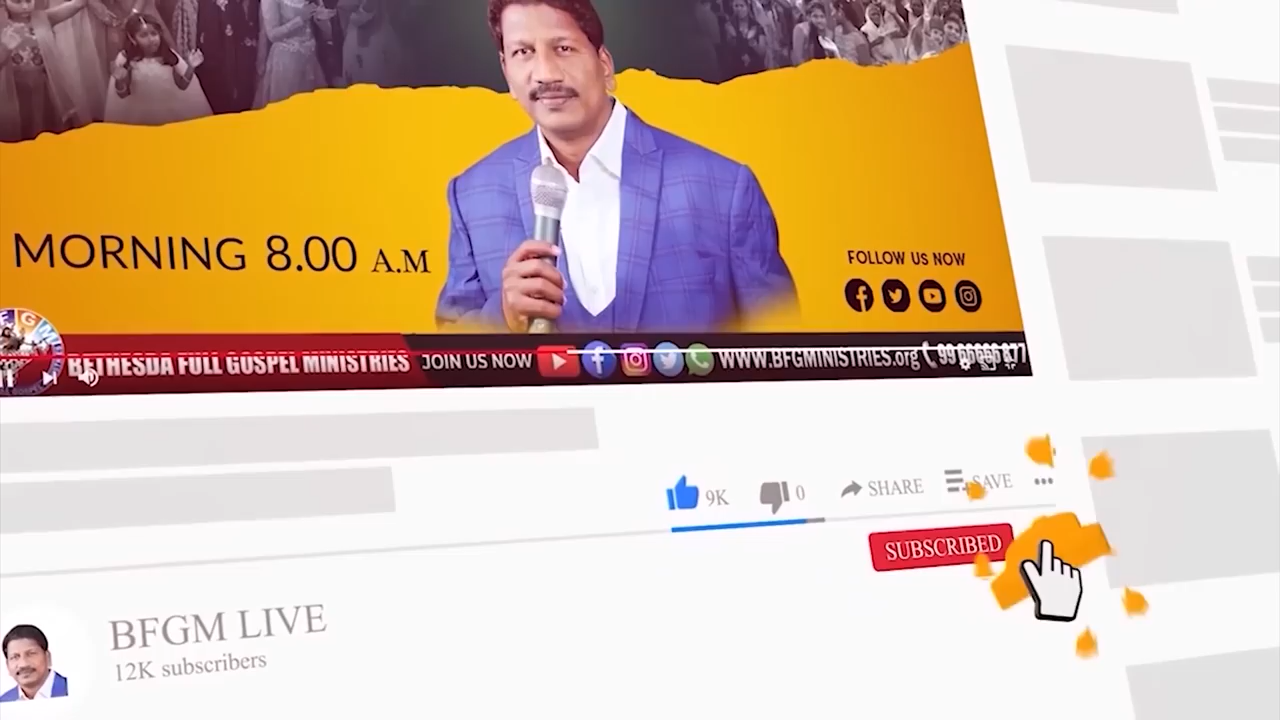 MORNING 8.00 A.M
FOLLOW US NOW
BETHESDA FULL GOSPEL MINISTRIES JOIN US NOW WWW.BFGMINISTRIES.org
9K 0 SHARE SAVE
SUBSCRIBED
BFGM LIVE
12K subscribers